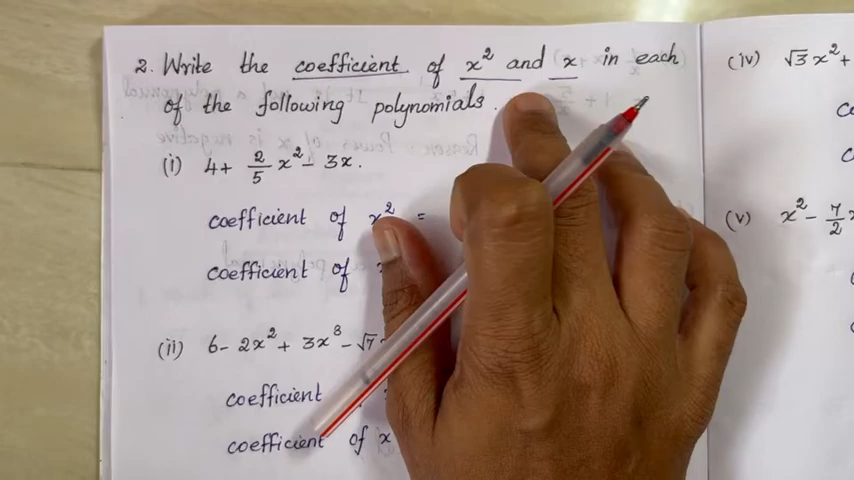 2. Write the coefficient of x² and x in each
of the following polynomials.
(i) 4 + 2/5 x² - 3x.
coefficient of x² =
coefficient of
(ii) 6 - 2x² + 3x³ - √7
coefficient
coefficient of x
(iv) √3 x² +
(v) x² - 7/2